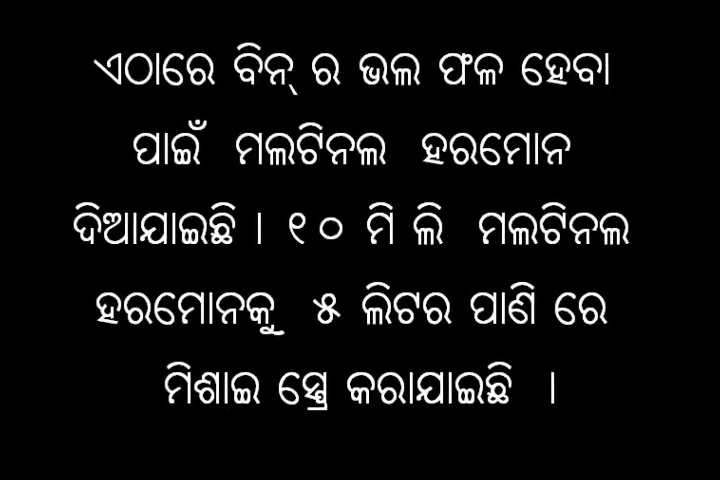 ଏଠାରେ ବିନ୍ ର ଭଲ ଫଳ ହେବା
ପାଇଁ ମଲଟିନଲ ହରମୋନ
ଦିଆଯାଇଛି । ୧୦ ମି ଲି ମଲଟିନଲ
ହରମୋନକୁ ୫ ଲିଟର ପାଣି ରେ
ମିଶାଇ ସ୍ପ୍ରେ କରାଯାଇଛି ।